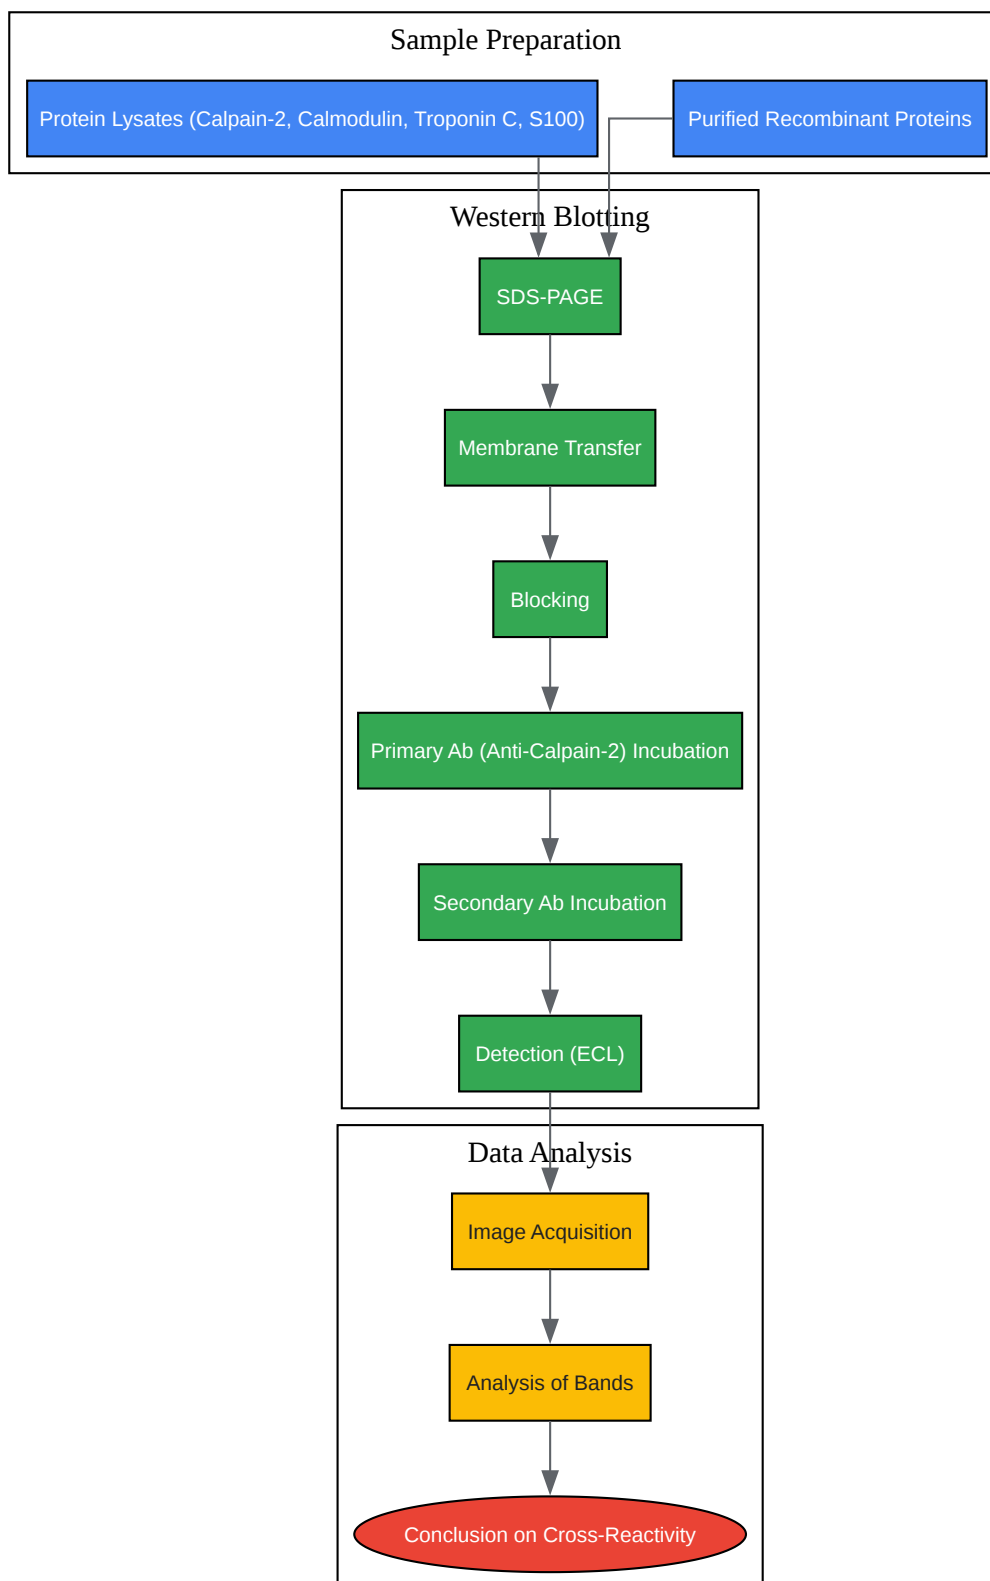 Sample Preparation
Protein Lysates (Calpain-2, Calmodulin, Troponin C, S100)
Purified Recombinant Proteins
Western Blotting
SDS-PAGE
Membrane Transfer
Blocking
Primary Ab (Anti-Calpain-2) Incubation
Secondary Ab Incubation
Detection (ECL)
Data Analysis
Image Acquisition
Analysis of Bands
Conclusion on Cross-Reactivity